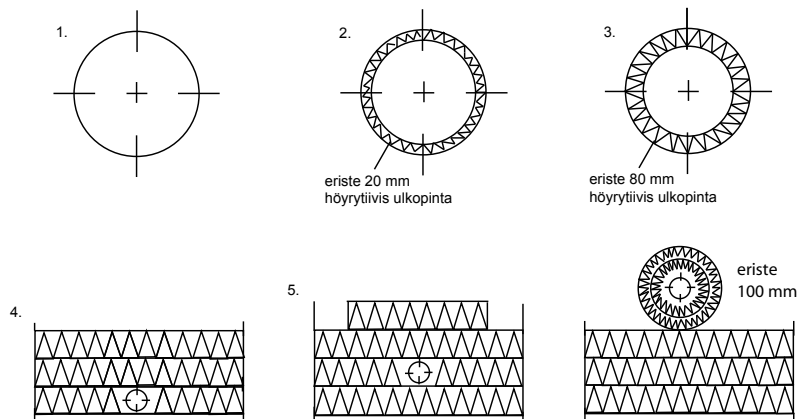 1.
2.
3.
eriste 20 mm
höyrytiivis ulkopinta
eriste 80 mm
höyrytiivis ulkopinta
4.
5.
eriste
100 mm